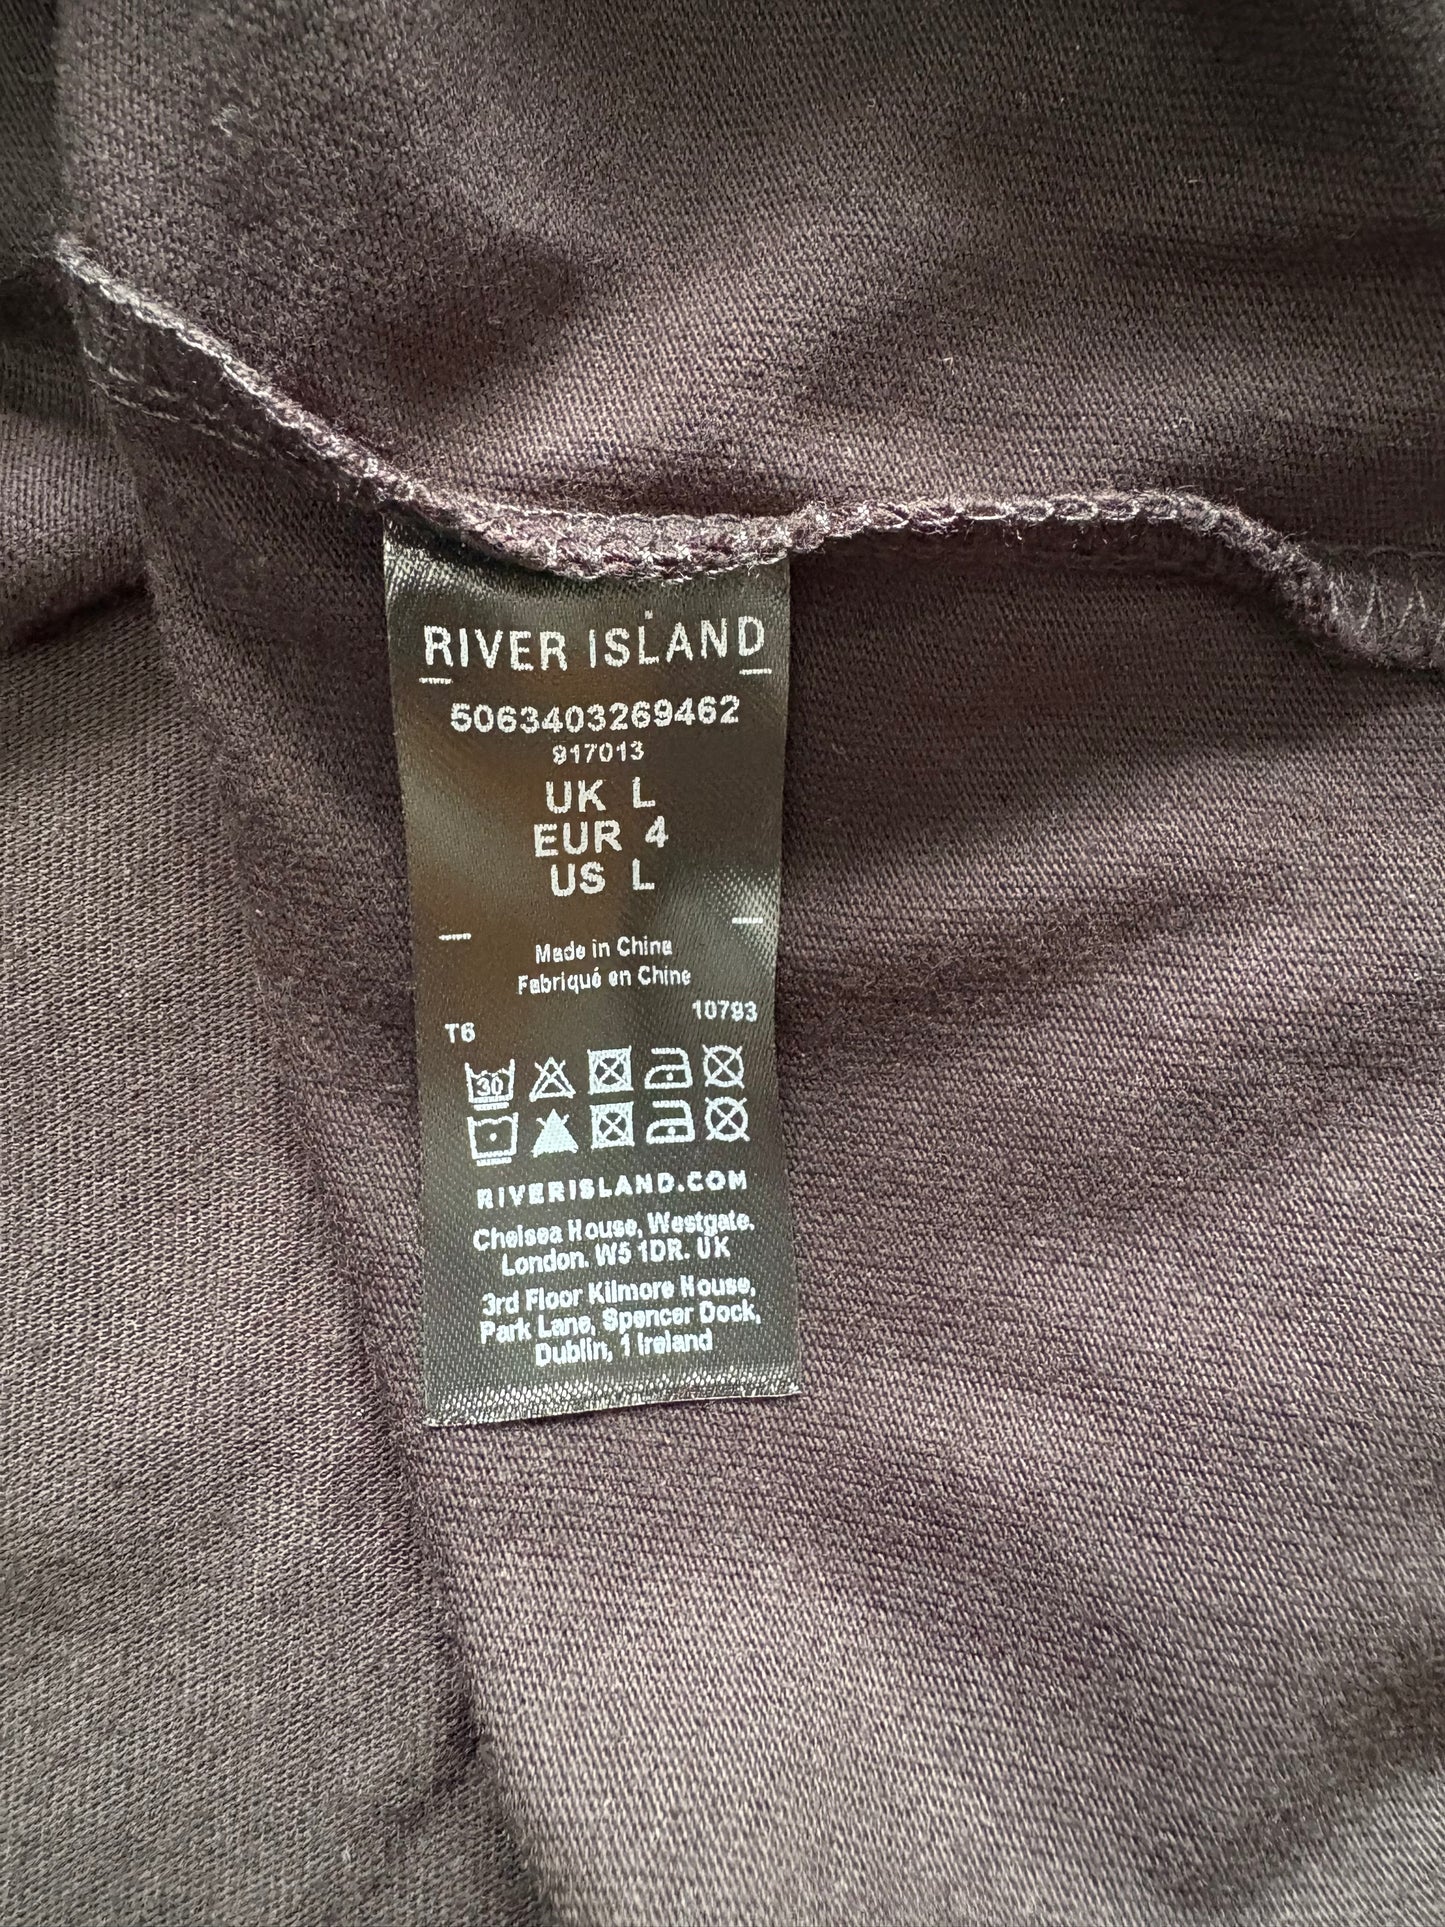 RIVER ISLAND
5063403269462
917013
UK L
EUR 4
US L
Made in China
Fabriqué en Chine
10793
T6
30
RIVERISLAND.COM
Chelsea House, Westgate,
London. W5 1DR. UK
3rd Floor Kilmore House,
Park Lane, Spencer Dock,
Dublin, 1 Ireland